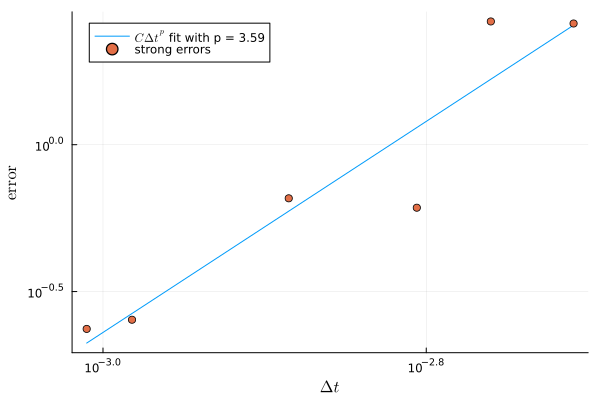 CΔt^p fit with p = 3.59
strong errors
10^0.0
10^−0.5
error
10^−3.0
10^−2.8
Δt